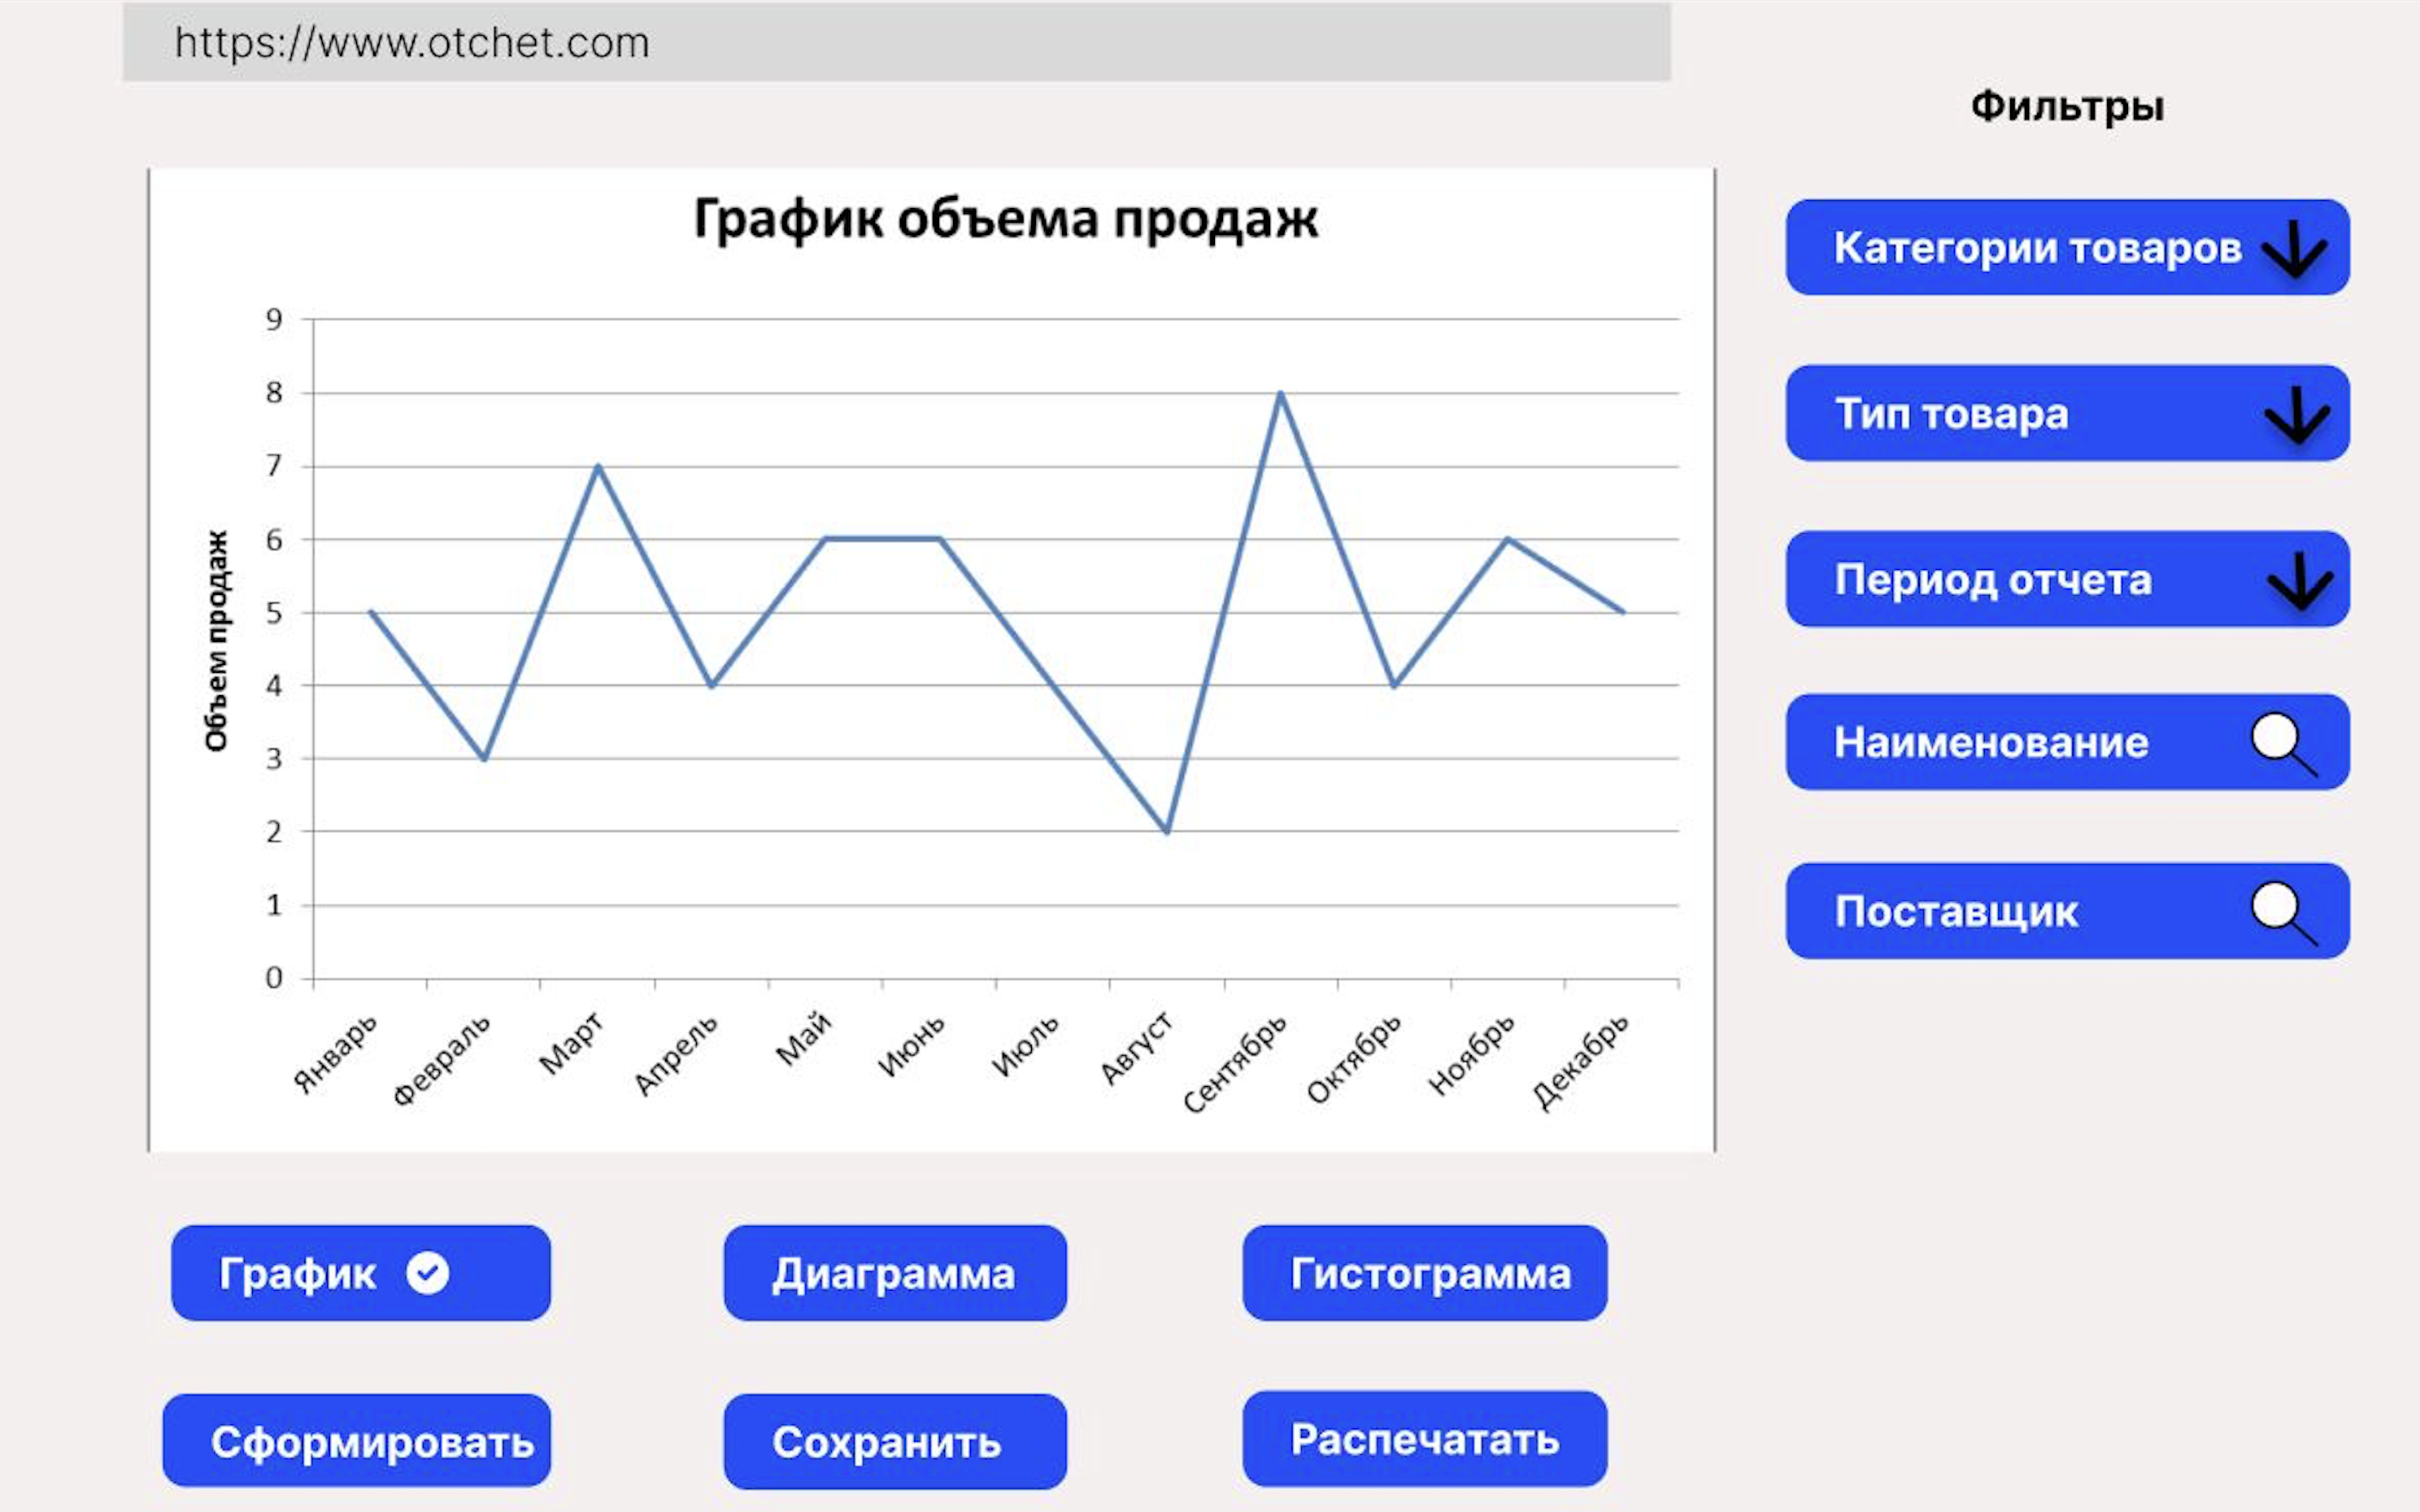 https://www.otchet.com
Фильтры
График объема продаж
Категории товаров
Тип товара
Период отчета
Наименование
Поставщик
Объем продаж
9
8
7
6
5
4
3
2
1
0
Январь
Февраль
Март
Апрель
Май
Июнь
Июль
Август
Сентябрь
Октябрь
Ноябрь
Декабрь
График
Диаграмма
Гистограмма
Сформировать
Сохранить
Распечатать